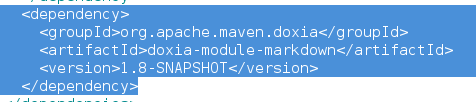 <dependency>
<groupId>org.apache.maven.doxia</groupId>
<artifactId>doxia-module-markdown</artifactId>
<version>1.8-SNAPSHOT</version>
</dependency>